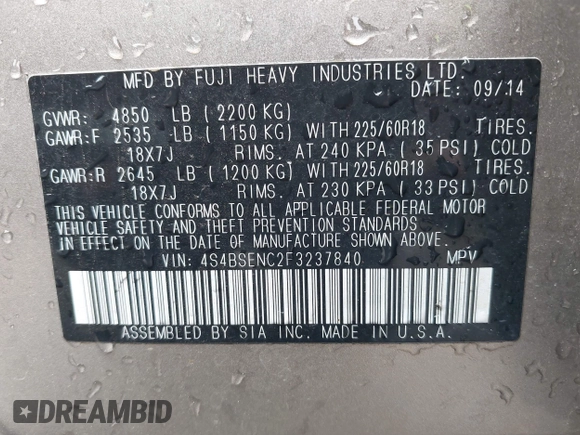 MFD BY FUJI HEAVY INDUSTRIES LTD.
DATE: 09/14
GVWR: 4850 LB ( 2200 KG)
GAWR:F 2535 LB ( 1150 KG) WITH 225/60R18 TIRES.
18X7J RIMS. AT 240 KPA ( 35 PSI) COLD
GAWR:R 2645 LB ( 1200 KG) WITH 225/60R18 TIRES.
18X7J RIMS. AT 230 KPA ( 33 PSI) COLD
THIS VEHICLE CONFORMS TO ALL APPLICABLE FEDERAL MOTOR
VEHICLE SAFETY AND THEFT PREVENTION STANDARDS
IN EFFECT ON THE DATE OF MANUFACTURE SHOWN ABOVE.
VIN: 4S4BSENC2F3237840 MPV
ASSEMBLED BY SIA INC. MADE IN U.S.A.
DREAMBID